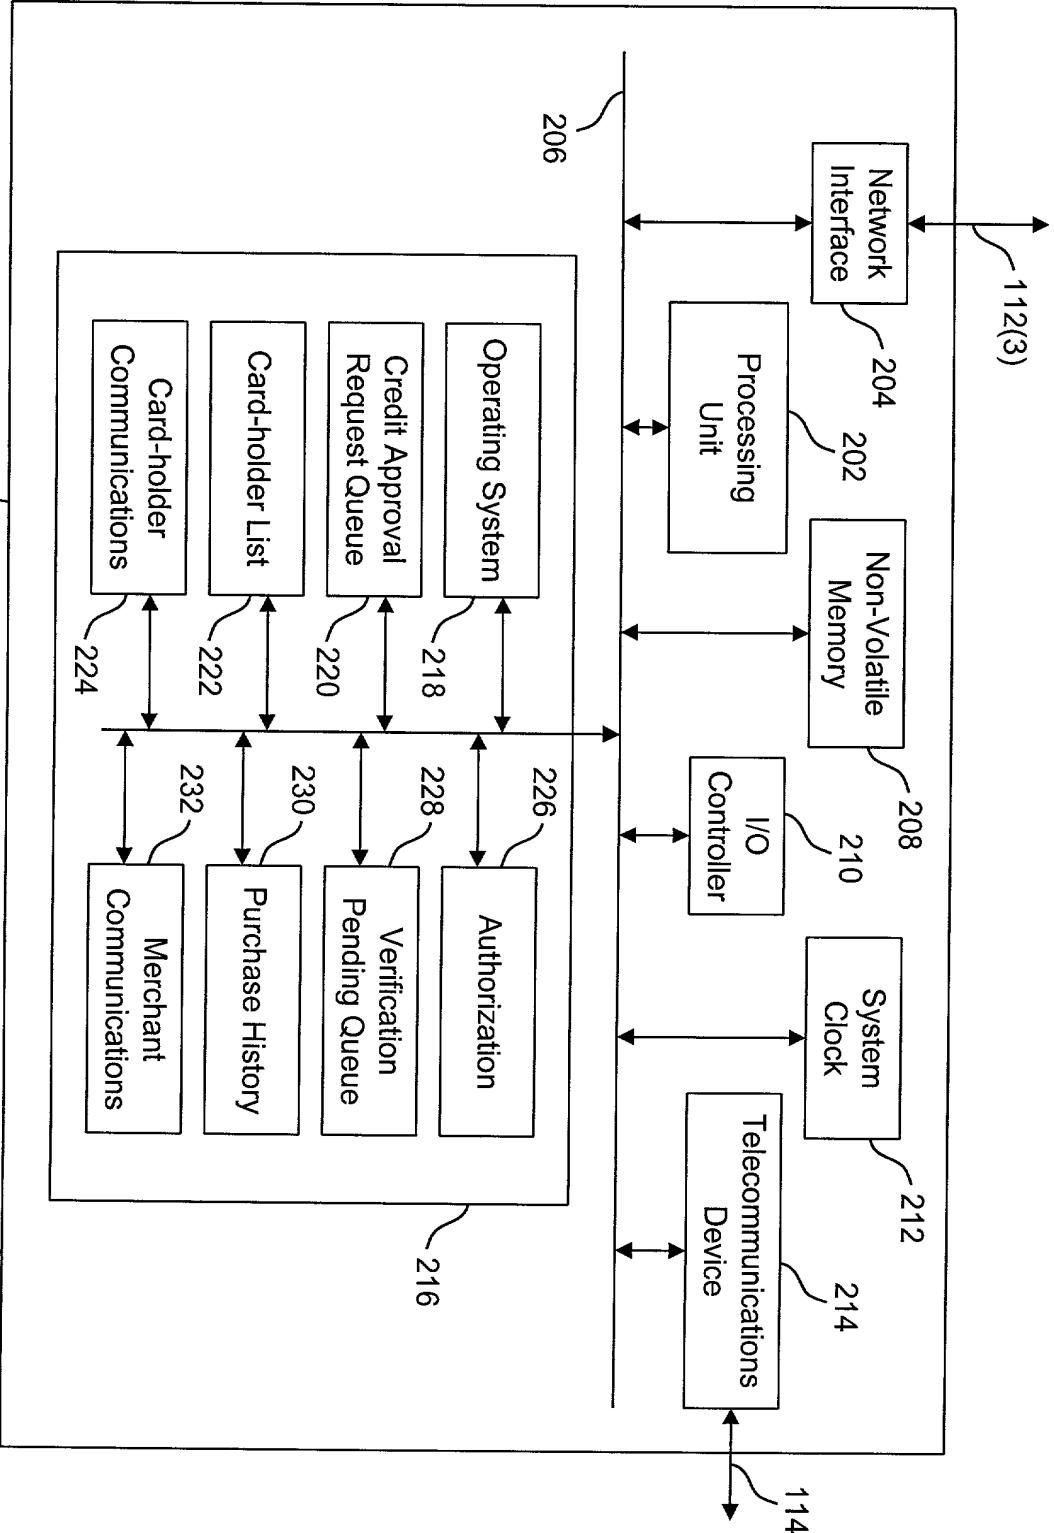 112(3)
Network
Interface
204
Processing
Unit
202
Non-Volatile
Memory
208
I/O
Controller
210
System
Clock
212
Telecommunications
Device
214
114
206
Operating System
218
Credit Approval
Request Queue
220
Card-holder List
222
Card-holder
Communications
224
226
Authorization
228
Verification
Pending Queue
230
Purchase History
232
Merchant
Communications
216